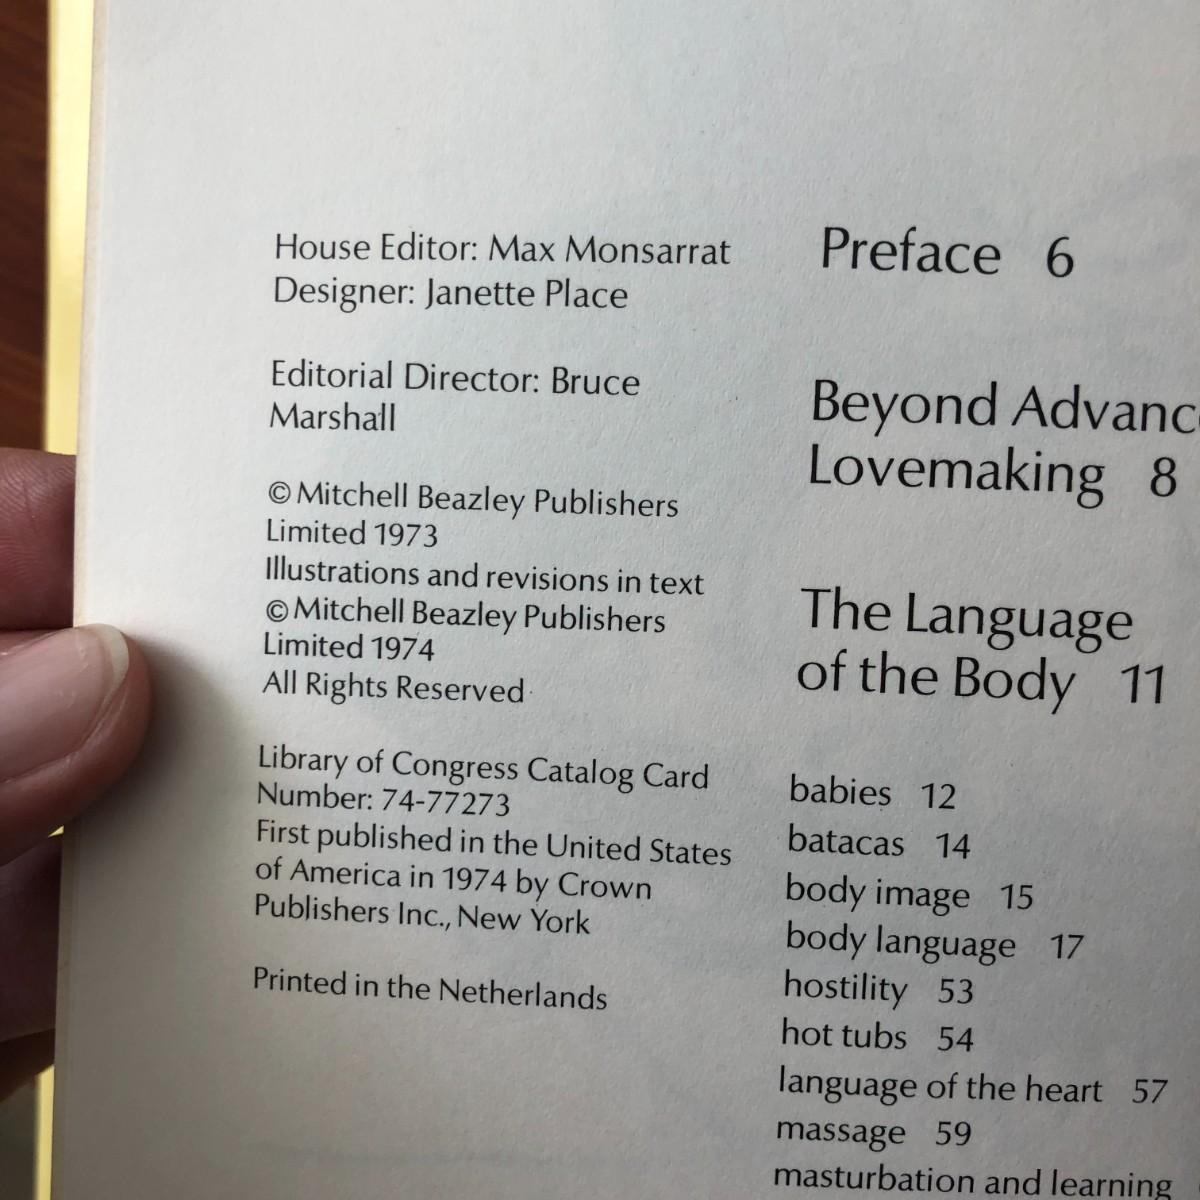 House Editor: Max Monsarrat
Designer: Janette Place
Editorial Director: Bruce
Marshall
© Mitchell Beazley Publishers
Limited 1973
Illustrations and revisions in text
© Mitchell Beazley Publishers
Limited 1974
All Rights Reserved
Library of Congress Catalog Card
Number: 74-77273
First published in the United States
of America in 1974 by Crown
Publishers Inc., New York
Printed in the Netherlands
Preface 6
Beyond Advanc
Lovemaking 8
The Language
of the Body 11
babies 12
batacas 14
body image 15
body language 17
hostility 53
hot tubs 54
language of the heart 57
massage 59
masturbation and learning